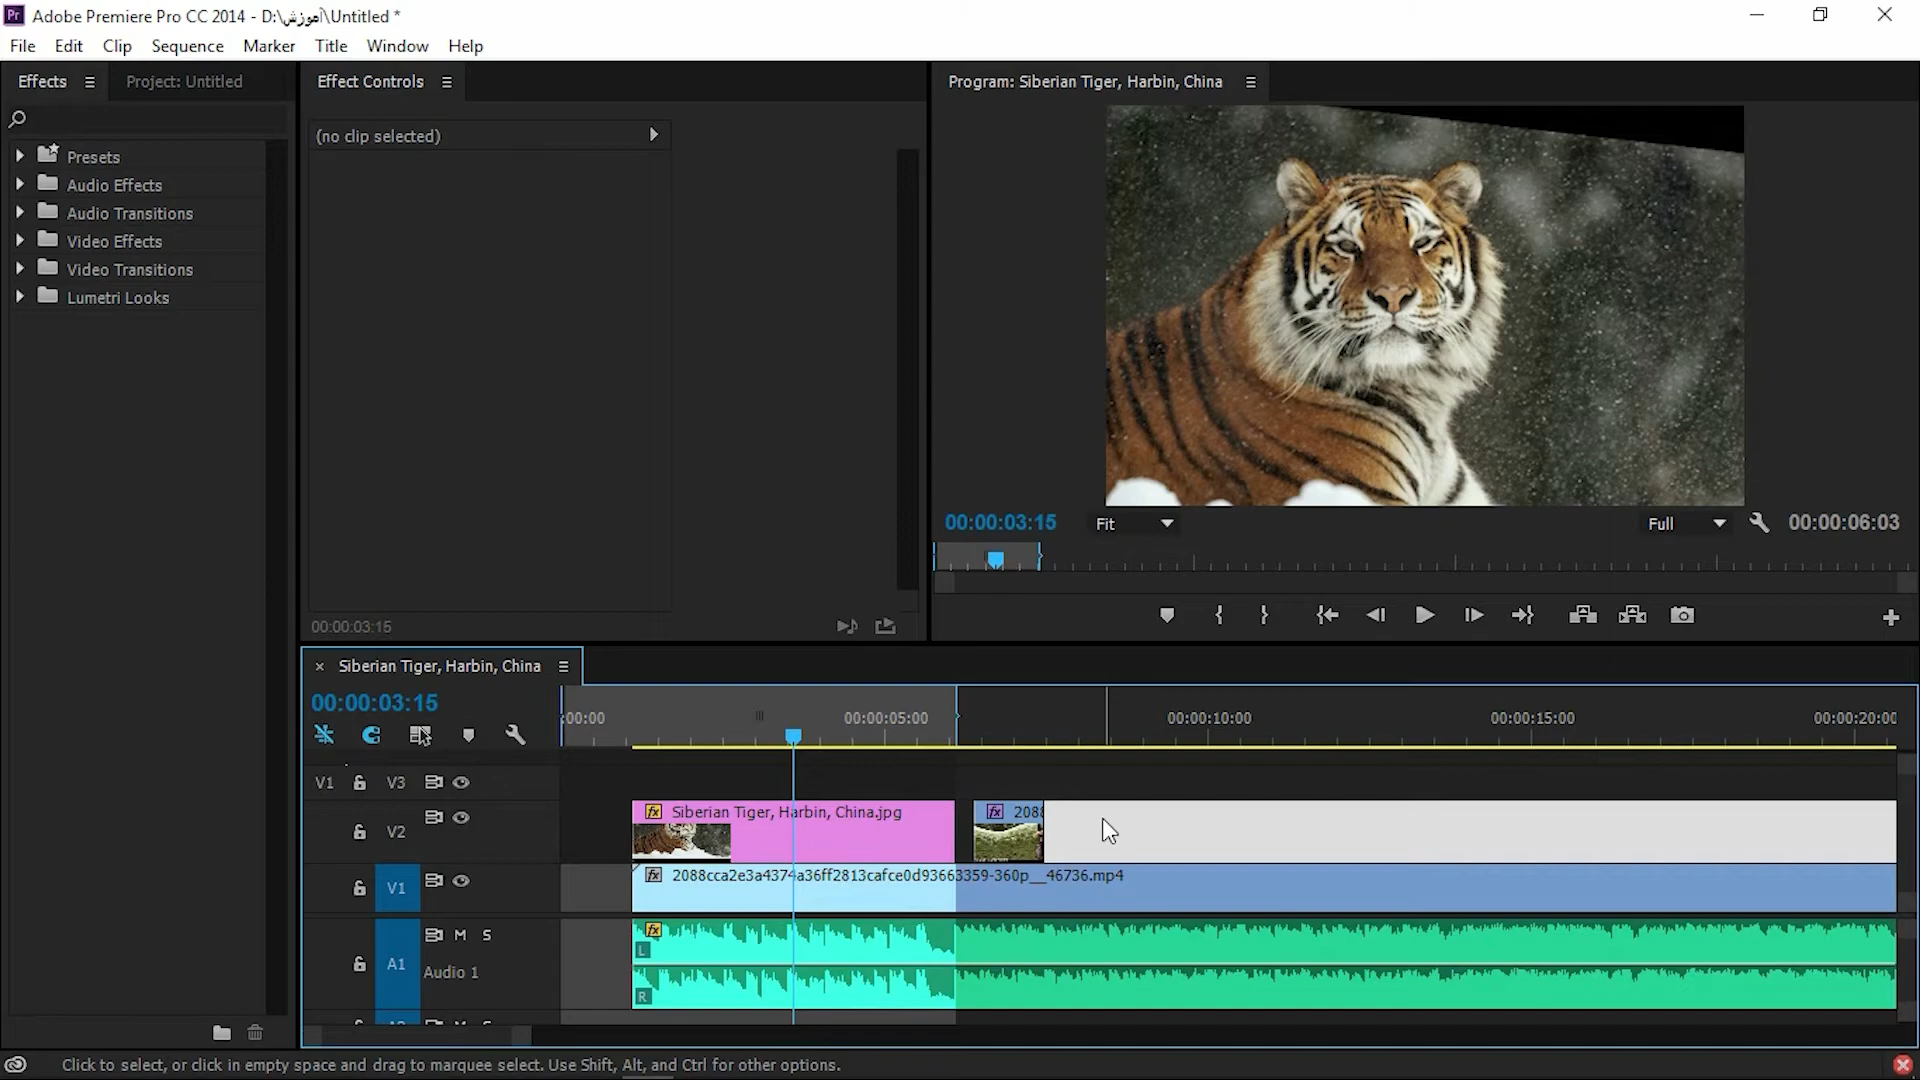 Adobe Premiere Pro CC 2014 - D:\آموزش\Untitled *
File Edit Clip Sequence Marker Title Window Help
Effects Project: Untitled
Presets
Audio Effects
Audio Transitions
Video Effects
Video Transitions
Lumetri Looks
Effect Controls
(no clip selected)
00:00:03:15
Program: Siberian Tiger, Harbin, China
00:00:03:15 Fit Full 00:00:06:03
Siberian Tiger, Harbin, China
00:00:03:15
:00:00 00:00:05:00 00:00:10:00 00:00:15:00 00:00:20:00
V1 V3
V2 fx Siberian Tiger, Harbin, China.jpg fx 2088
V1 fx 2088cca2e3a4374a36ff2813cafce0d93663359-360p__46736.mp4
M S fx
L
A1 Audio 1
R
Click to select, or click in empty space and drag to marquee select. Use Shift, Alt, and Ctrl for other options.